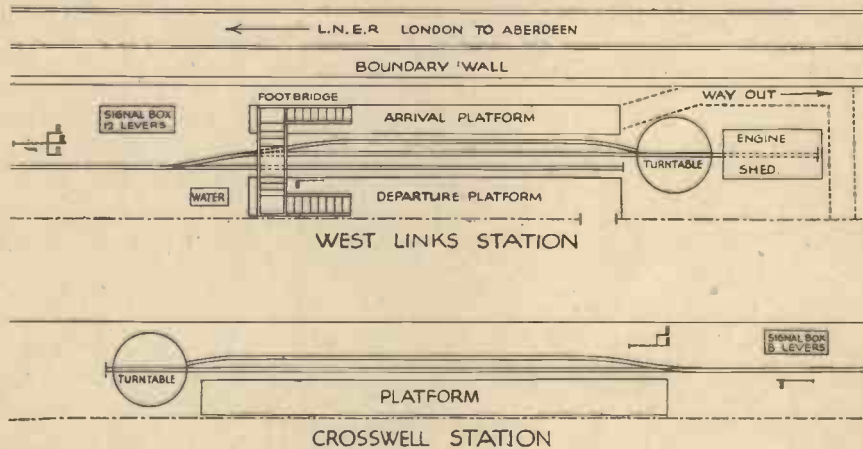 L.N.E.R LONDON TO ABERDEEN
BOUNDARY WALL
FOOTBRIDGE
WAY OUT
SIGNAL BOX
12 LEVERS
ARRIVAL PLATFORM
ENGINE
TURNTABLE
SHED.
WATER
DEPARTURE PLATFORM
WEST LINKS STATION
SIGNAL BOX
8 LEVERS
TURNTABLE
PLATFORM
CROSSWELL STATION